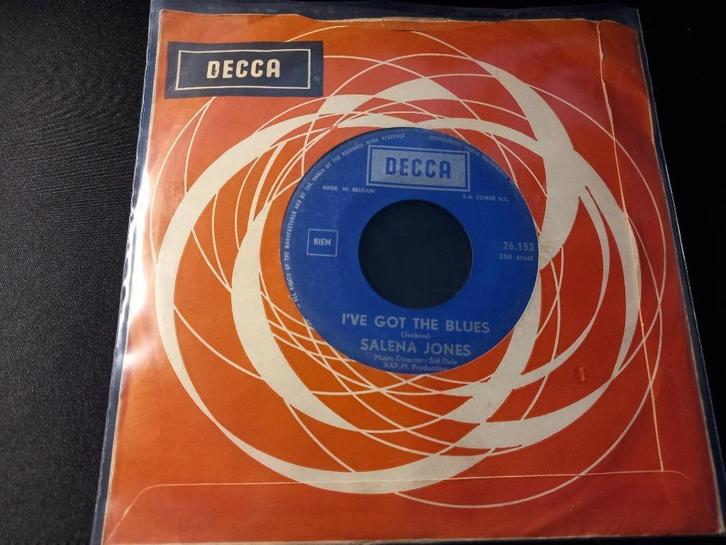 DECCA
DECCA
MADE IN BELGIUM
S.A. FONIOR N.V.
BIEM
26.153
I'VE GOT THE BLUES
(Jenkins)
SALENA JONES
Music Director: Sid Dale
A K.P.M. Production